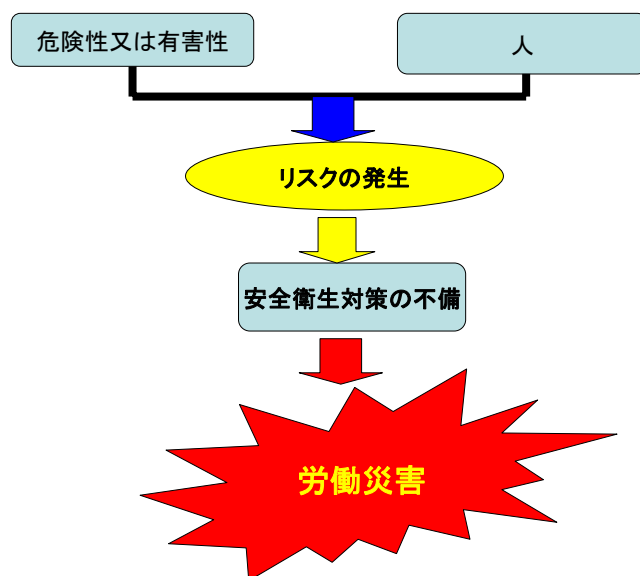 危険性又は有害性
人
リスクの発生
安全衛生対策の不備
労働災害